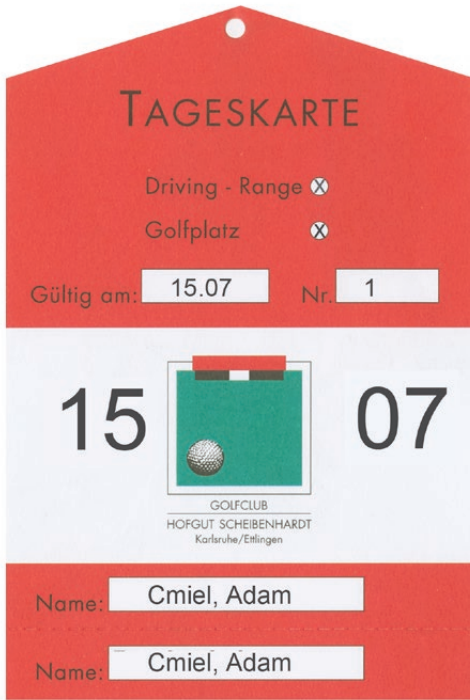 TAGESKARTE
Driving - Range X
Golfplatz X
Gültig am: 15.07 Nr. 1
15 07
GOLFCLUB
HOFGUT SCHEIBENHARDT
Karlsruhe/Ettlingen
Name: Cmiel, Adam
Name: Cmiel, Adam